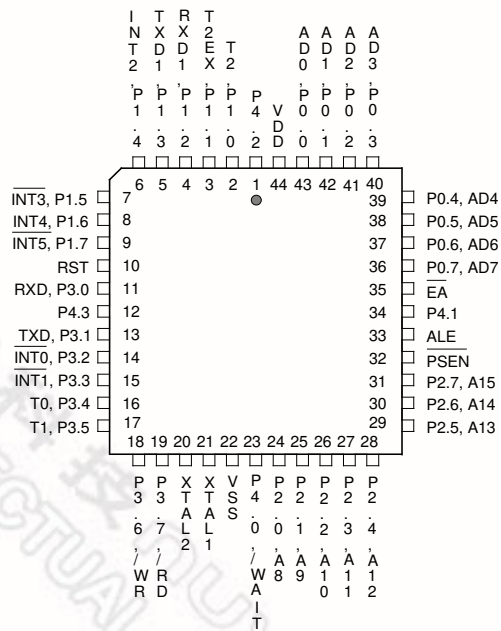 INT2, P1.4
TXD1, P1.3
RXD1, P1.2
T2EX, P1.1
T2, P1.0
P4.2
VDD
AD0, P0.0
AD1, P0.1
AD2, P0.2
AD3, P0.3
6 5 4 3 2 1 44 43 42 41 40
INT3, P1.5 7
INT4, P1.6 8
INT5, P1.7 9
RST 10
RXD, P3.0 11
P4.3 12
TXD, P3.1 13
INT0, P3.2 14
INT1, P3.3 15
T0, P3.4 16
T1, P3.5 17
39 P0.4, AD4
38 P0.5, AD5
37 P0.6, AD6
36 P0.7, AD7
35 EA
34 P4.1
33 ALE
32 PSEN
31 P2.7, A15
30 P2.6, A14
29 P2.5, A13
18 19 20 21 22 23 24 25 26 27 28
P3.6, /WR
P3.7, /RD
XTAL2
XTAL1
VSS
P4.0, /WAIT
P2.0, A8
P2.1, A9
P2.2, A10
P2.3, A11
P2.4, A12